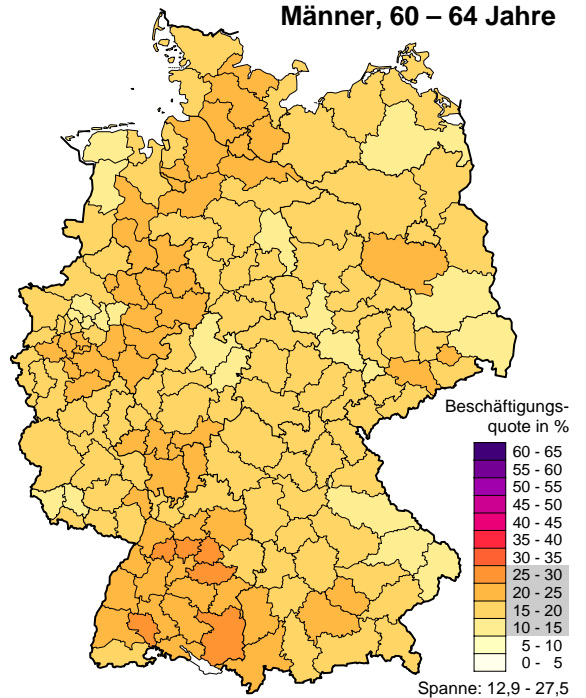 Männer, 60 – 64 Jahre
Beschäftigungs-
quote in %
60 - 65
55 - 60
50 - 55
45 - 50
40 - 45
35 - 40
30 - 35
25 - 30
20 - 25
15 - 20
10 - 15
5 - 10
0 - 5
Spanne: 12,9 - 27,5